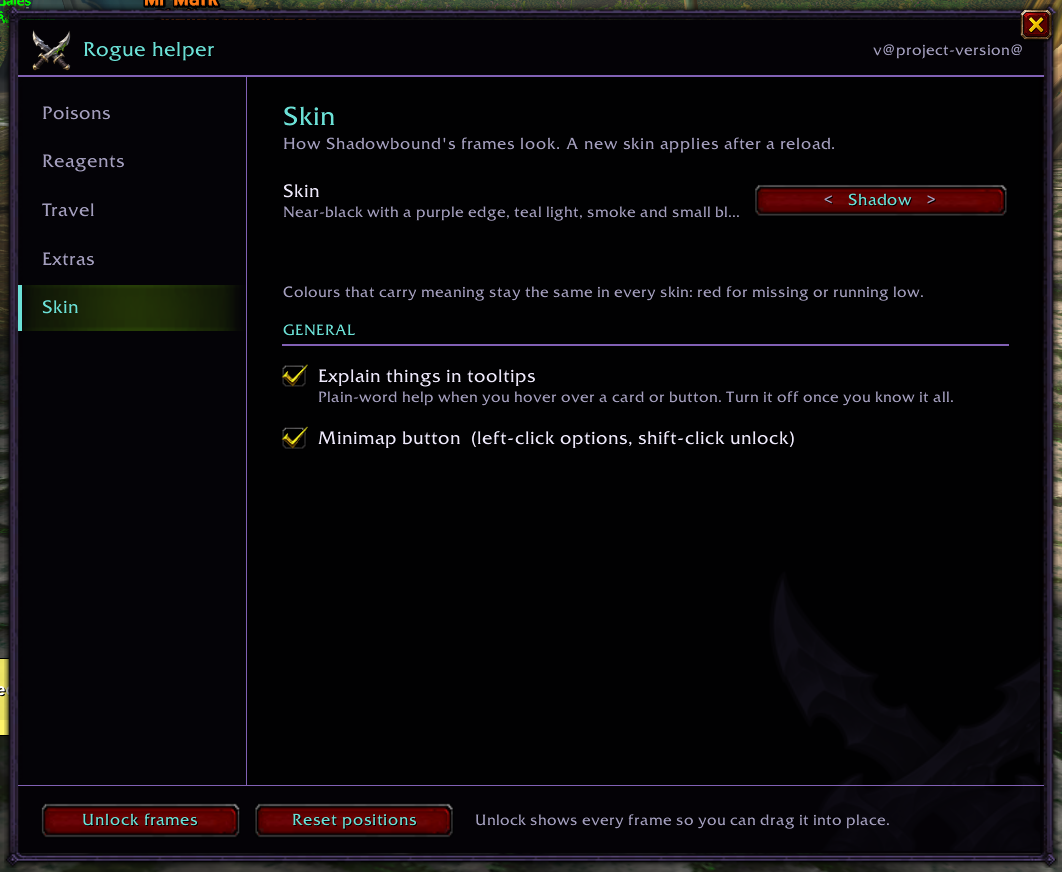 Mr Mark
Rogue helper
v@project-version@
Poisons
Reagents
Travel
Extras
Skin
Skin
How Shadowbound's frames look. A new skin applies after a reload.
Skin
Near-black with a purple edge, teal light, smoke and small bl...
< Shadow >
Colours that carry meaning stay the same in every skin: red for missing or running low.
GENERAL
Explain things in tooltips
Plain-word help when you hover over a card or button. Turn it off once you know it all.
Minimap button (left-click options, shift-click unlock)
Unlock frames
Reset positions
Unlock shows every frame so you can drag it into place.